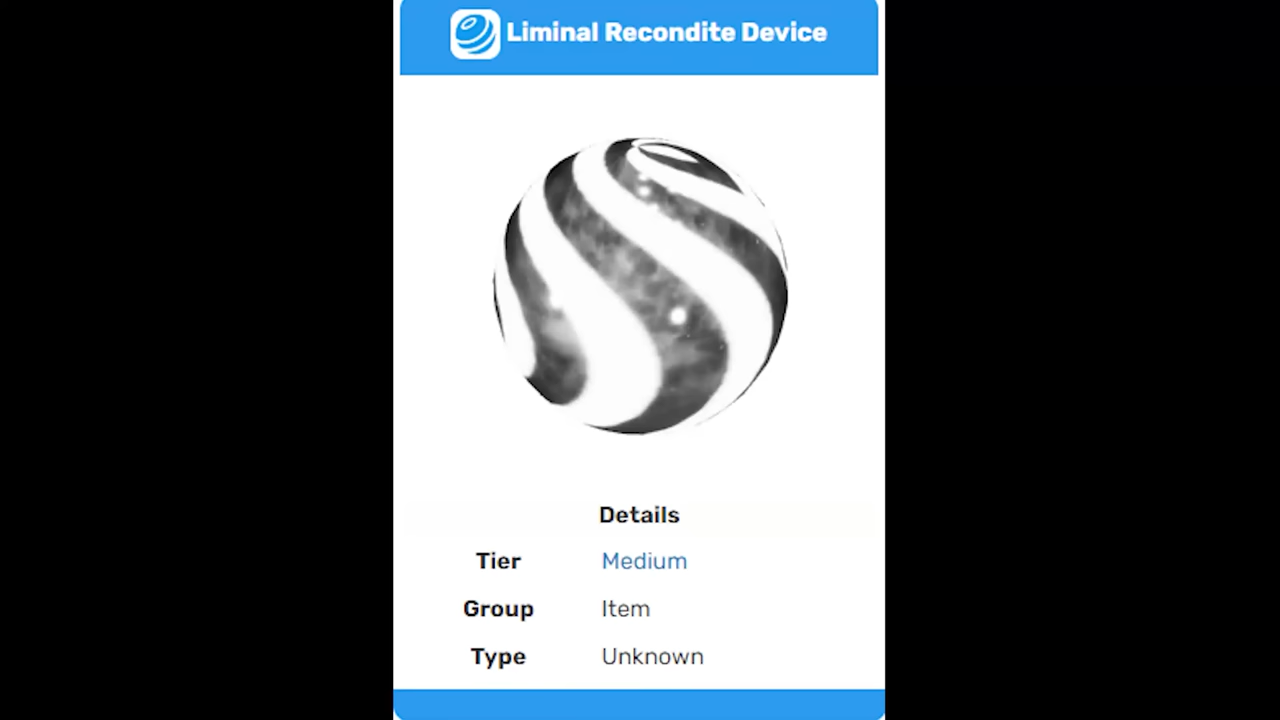 Liminal Recondite Device
Details
Tier Medium
Group Item
Type Unknown